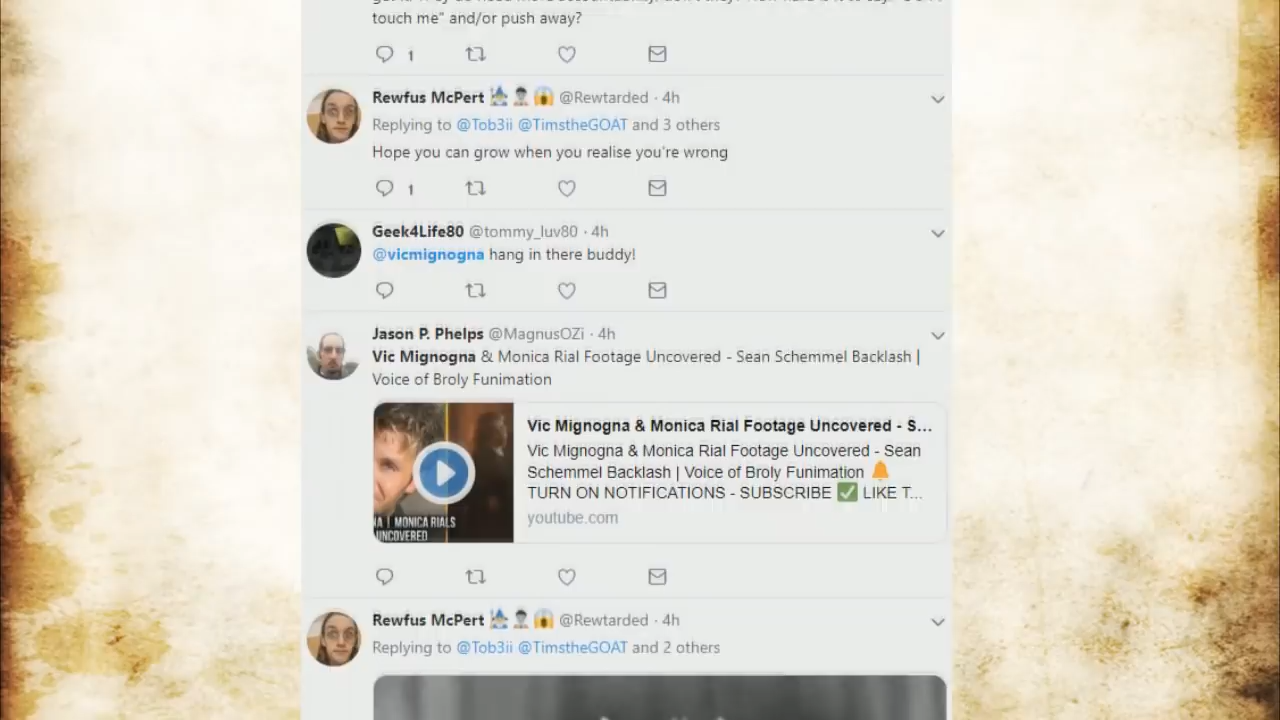 touch me" and/or push away?
1
Rewfus McPert @Rewtarded · 4h
Replying to @Tob3ii @TimstheGOAT and 3 others
Hope you can grow when you realise you're wrong
1
Geek4Life80 @tommy_luv80 · 4h
@vicmignogna hang in there buddy!
Jason P. Phelps @MagnusOZi · 4h
Vic Mignogna & Monica Rial Footage Uncovered - Sean Schemmel Backlash |
Voice of Broly Funimation
Vic Mignogna & Monica Rial Footage Uncovered - S...
Vic Mignogna & Monica Rial Footage Uncovered - Sean
Schemmel Backlash | Voice of Broly Funimation 🔔
TURN ON NOTIFICATIONS - SUBSCRIBE ✅ LIKE T...
youtube.com
NA | MONICA RIALS
UNCOVERED
Rewfus McPert @Rewtarded · 4h
Replying to @Tob3ii @TimstheGOAT and 2 others